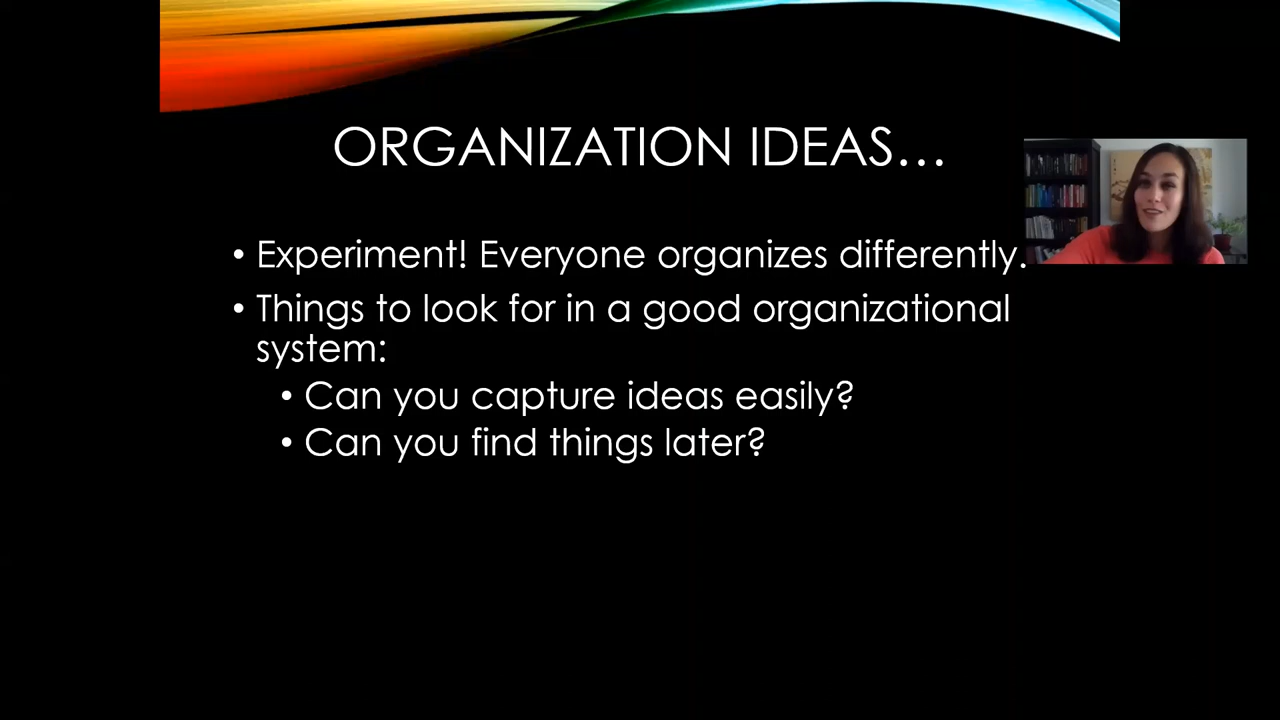 ORGANIZATION IDEAS…
• Experiment! Everyone organizes differently.
• Things to look for in a good organizational
system:
• Can you capture ideas easily?
• Can you find things later?